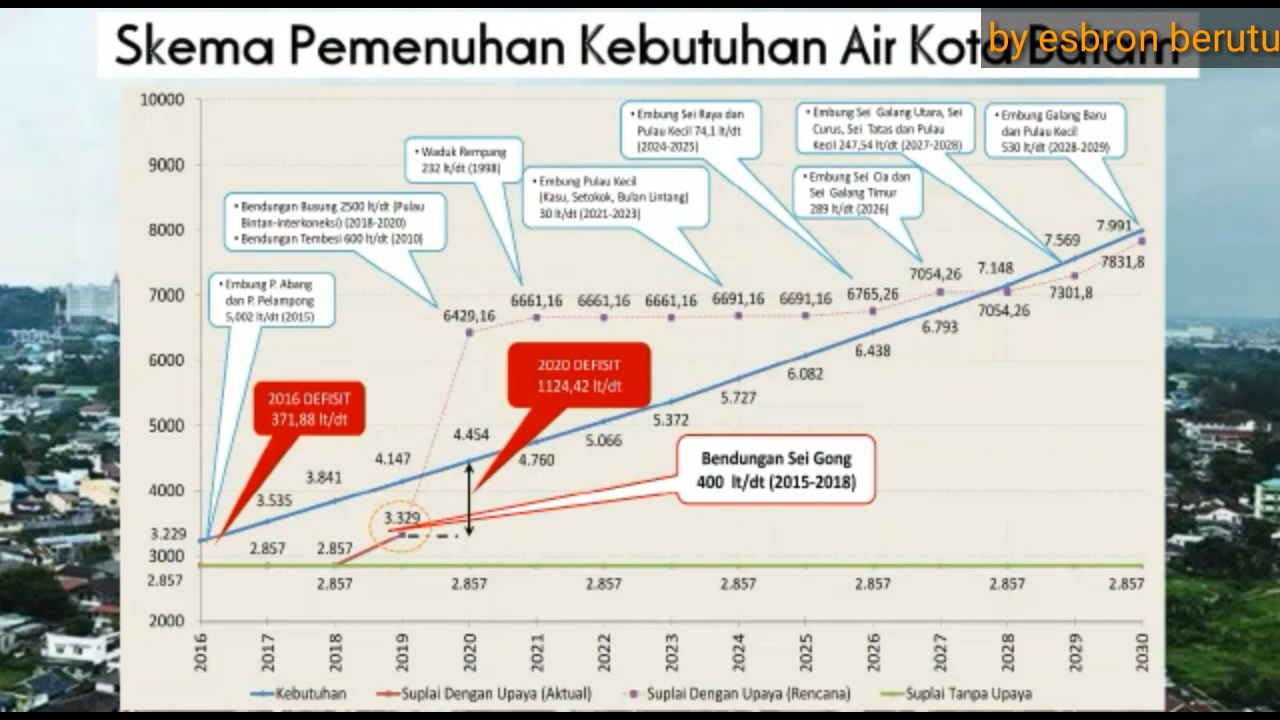 Skema Pemenuhan Kebutuhan Air Kota Batam
by esbron berutu
10000
9000
8000
7000
6000
5000
4000
3000
2000
3.229
2.857
• Embung P. Abang
dan P. Pelampong
5,002 lt/dt (2015)
• Bendungan Busung 2500 lt/dt (Pulau
Bintan-Interkoneksi) (2018-2020)
• Bendungan Tembesi 600 lt/dt (2010)
• Waduk Rempang
232 lt/dt (1998)
• Embung Pulau Kecil
(Kasu, Setokok, Bulan Lintang)
30 lt/dt (2021-2023)
• Embung Sei Raya dan
Pulau Kecil 74,1 lt/dt
(2024-2025)
• Embung Sei Galang Utara, Sei
Curus, Sei Tatas dan Pulau
Kecil 247,54 lt/dt (2027-2028)
• Embung Sei Cia dan
Sei Galang Timur
289 lt/dt (2026)
• Embung Galang Baru
dan Pulau Kecil
530 lt/dt (2028-2029)
2016 DEFISIT
371,88 lt/dt
2020 DEFISIT
1124,42 lt/dt
Bendungan Sei Gong
400 lt/dt (2015-2018)
6429,16 6661,16 6661,16 6661,16 6691,16 6691,16 6765,26 7054,26 7054,26 7301,8 7831,8
3.535 3.841 4.147 4.454 4.760 5.066 5.372 5.727 6.082 6.438 6.793 7.148 7.569 7.991
3.329
2.857 2.857
2.857 2.857 2.857 2.857 2.857 2.857
2016 2017 2018 2019 2020 2021 2022 2023 2024 2025 2026 2027 2028 2029 2030
Kebutuhan Suplai Dengan Upaya (Aktual) Suplai Dengan Upaya (Rencana) Suplai Tanpa Upaya